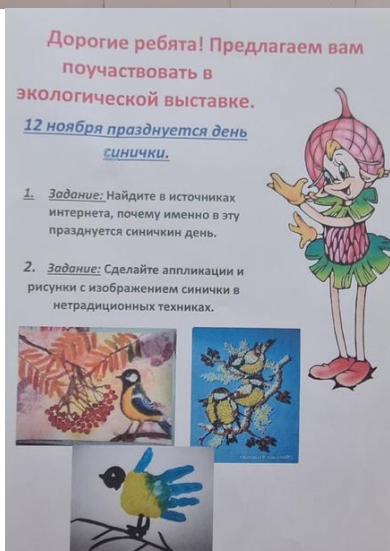 Дорогие ребята! Предлагаем вам
поучаствовать в
экологической выставке.
12 ноября празднуется день
синички.
1. Задание: Найдите в источниках
интернета, почему именно в эту
празднуется синичкин день.
2. Задание: Сделайте аппликации и
рисунки с изображением синички в
нетрадиционных техниках.